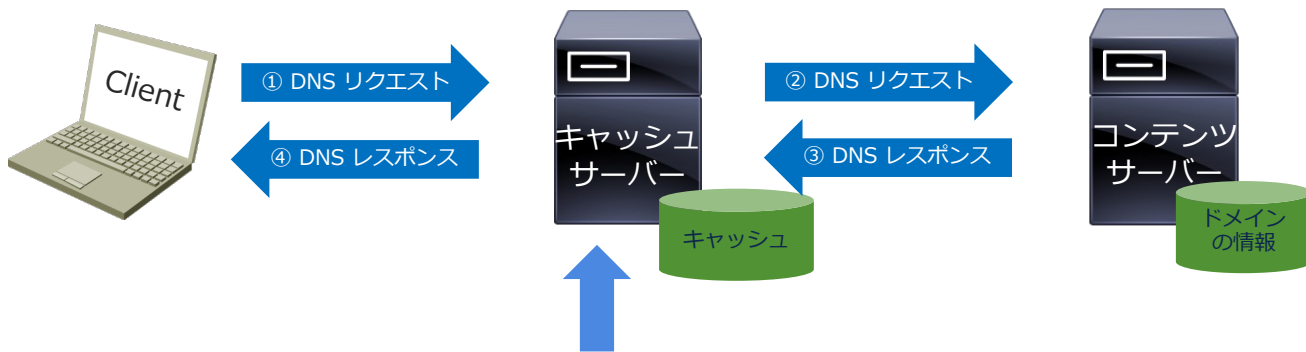 Client
① DNS リクエスト
④ DNS レスポンス
キャッシュ
サーバー
キャッシュ
② DNS リクエスト
③ DNS レスポンス
コンテンツ
サーバー
ドメイン
の情報